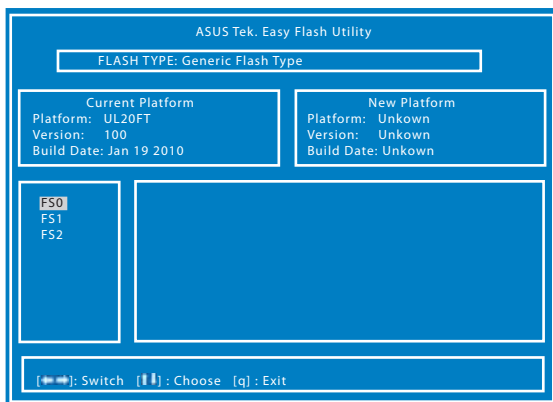 ASUS Tek. Easy Flash Utility
FLASH TYPE: Generic Flash Type
Current Platform
Platform: UL20FT
Version: 100
Build Date: Jan 19 2010
New Platform
Platform: Unkown
Version: Unkown
Build Date: Unkown
FS0
FS1
FS2
[←→]: Switch [↑↓] : Choose [q] : Exit